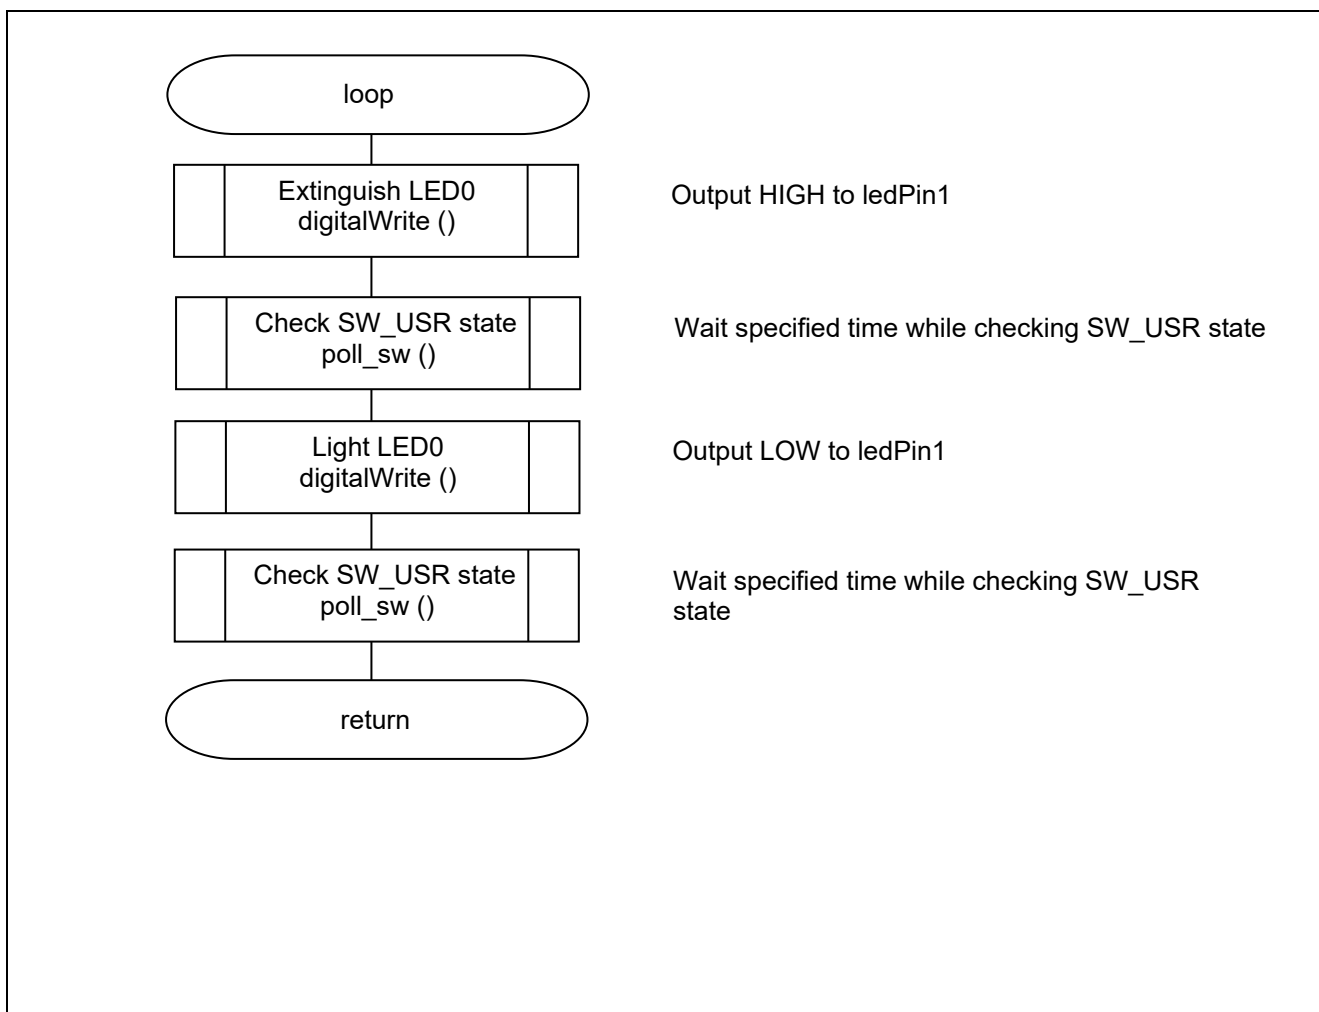 loop
Extinguish LED0
digitalWrite ()
Output HIGH to ledPin1
Check SW_USR state
poll_sw ()
Wait specified time while checking SW_USR state
Light LED0
digitalWrite ()
Output LOW to ledPin1
Check SW_USR state
poll_sw ()
Wait specified time while checking SW_USR
state
return